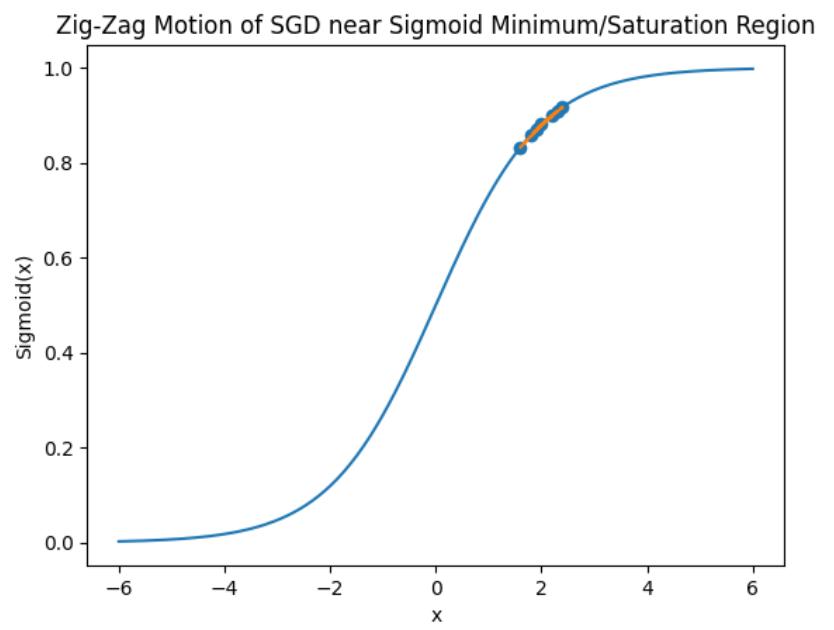 Zig-Zag Motion of SGD near Sigmoid Minimum/Saturation Region
1.0
0.8
0.6
0.4
0.2
0.0
Sigmoid(x)
−6 −4 −2 0 2 4 6
x